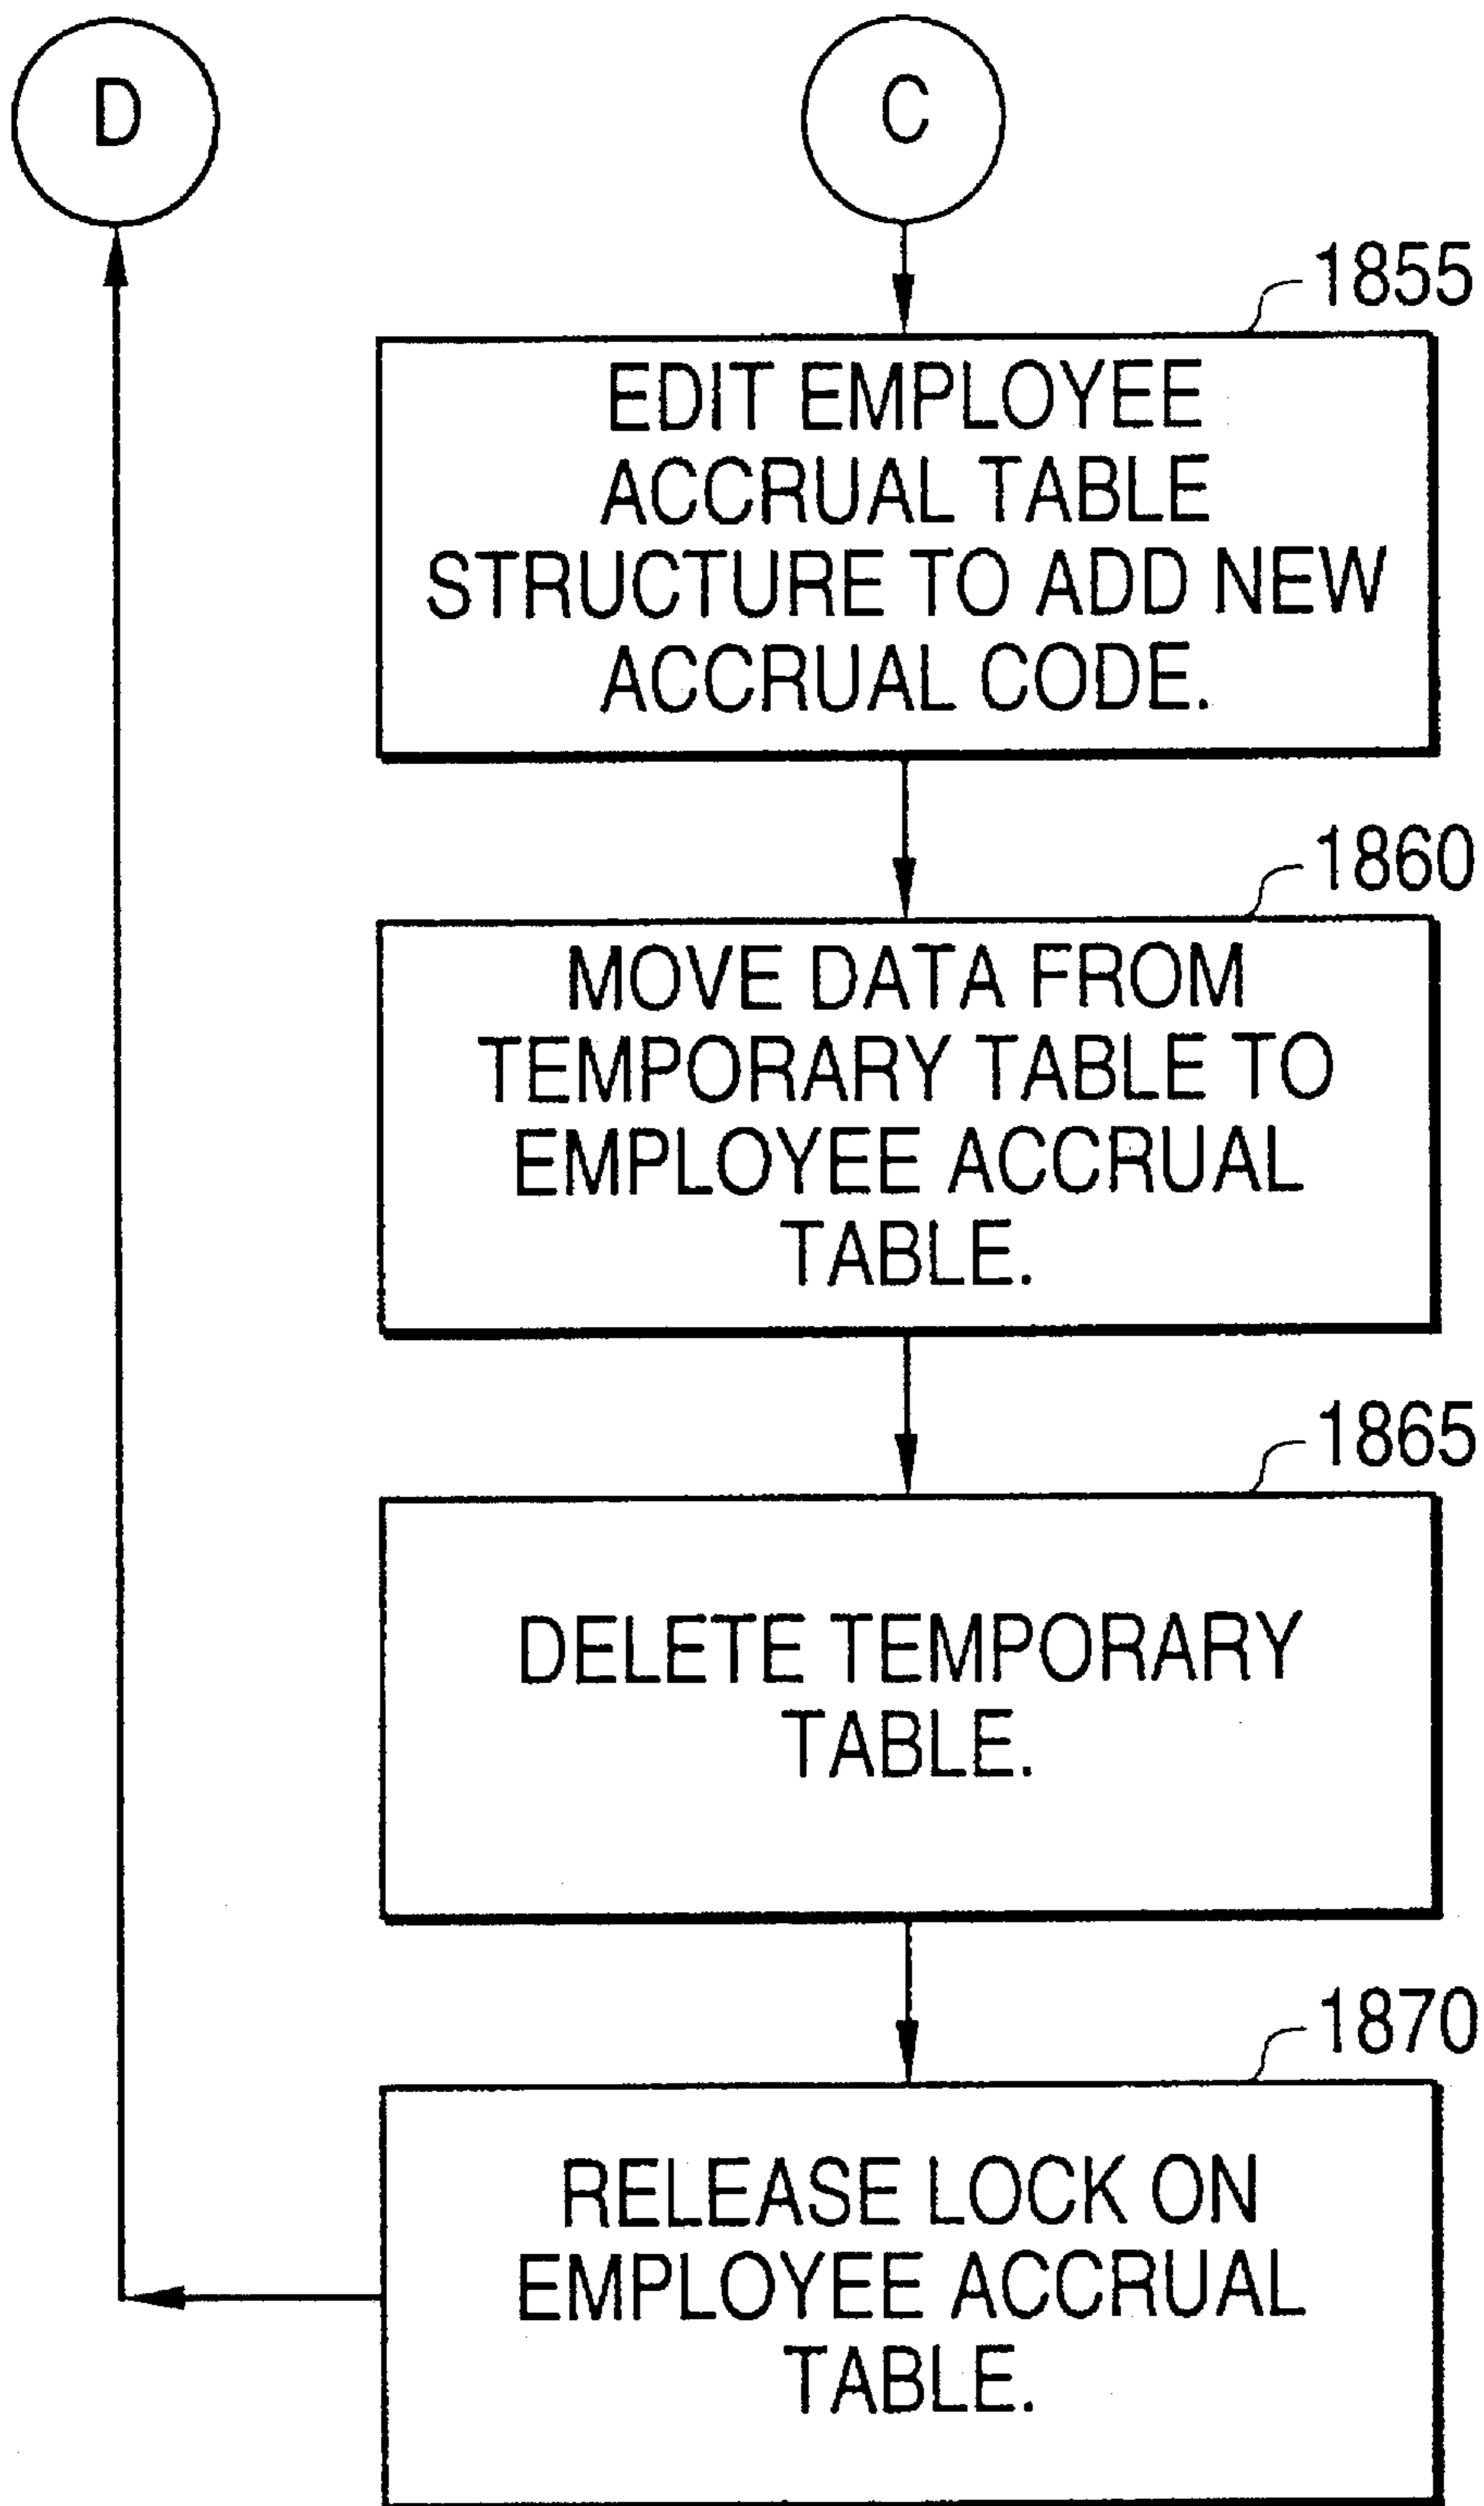 D
C
1855
EDIT EMPLOYEE
ACCRUAL TABLE
STRUCTURE TO ADD NEW
ACCRUAL CODE.
1860
MOVE DATA FROM
TEMPORARY TABLE TO
EMPLOYEE ACCRUAL
TABLE.
1865
DELETE TEMPORARY
TABLE.
1870
RELEASE LOCK ON
EMPLOYEE ACCRUAL
TABLE.